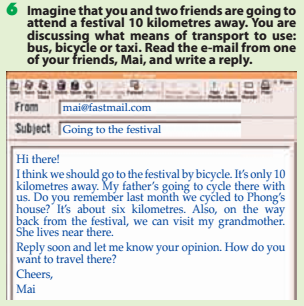 6 Imagine that you and two friends are going to
attend a festival 10 kilometres away. You are
discussing what means of transport to use:
bus, bicycle or taxi. Read the e-mail from one
of your friends, Mai, and write a reply.
From mai@fastmail.com
Subject Going to the festival
Hi there!
I think we should go to the festival by bicycle. It's only 10
kilometres away. My father's going to cycle there with
us. Do you remember last month we cycled to Phong's
house? It's about six kilometres. Also, on the way
back from the festival, we can visit my grandmother.
She lives near there.
Reply soon and let me know your opinion. How do you
want to travel there?
Cheers,
Mai